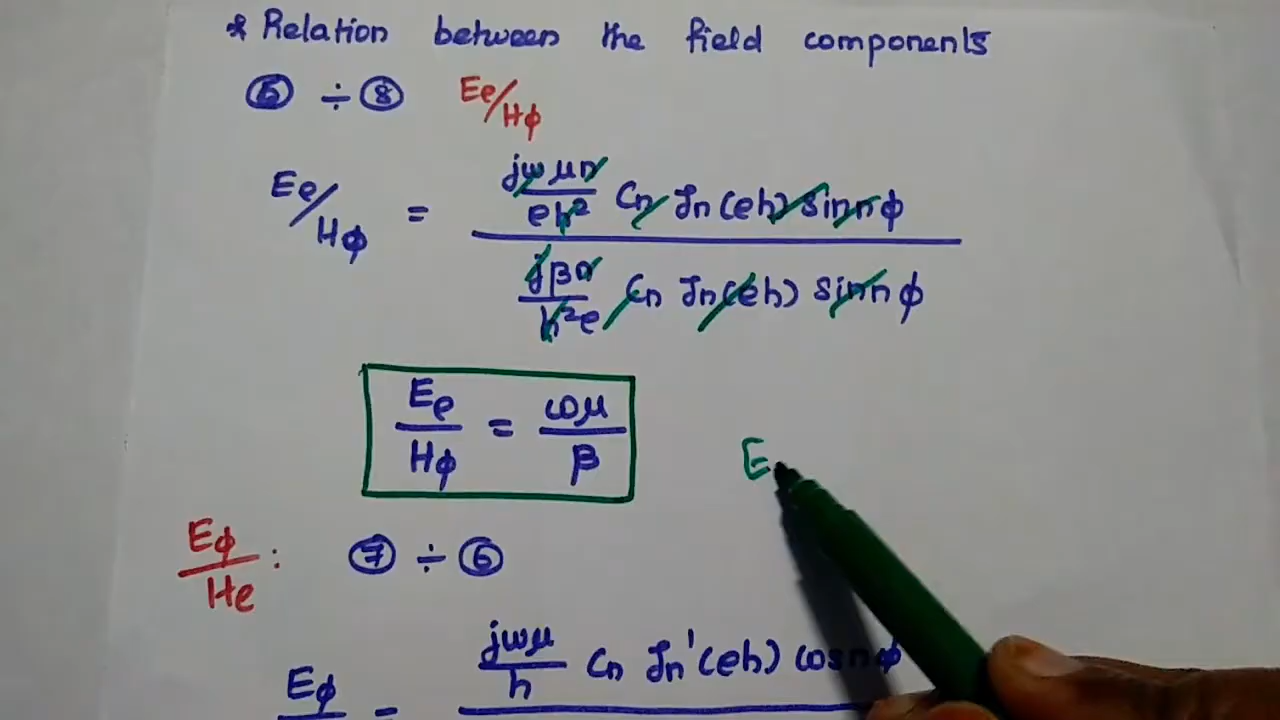 * Relation between the field components
⑤ ÷ ⑧ Eρ/Hϕ
Eρ/Hϕ = (jωμn/ρh² Cn Jn(ρh) sin nϕ) / (jβn/h²ρ Cn Jn(ρh) sin nϕ)
Eρ/Hϕ = ωμ/β
E
Eϕ/Hρ : ⑦ ÷ ⑥
Eϕ = jωμ/h Cn Jn'(ρh) cos nϕ